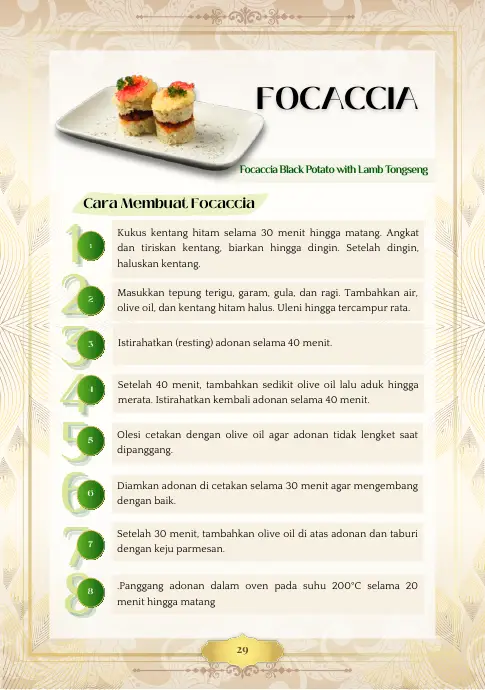 FOCACCIA
Focaccia Black Potato with Lamb Tongseng
Cara Membuat Focaccia
1
Kukus kentang hitam selama 30 menit hingga matang. Angkat
dan tiriskan kentang, biarkan hingga dingin. Setelah dingin,
haluskan kentang.
2
Masukkan tepung terigu, garam, gula, dan ragi. Tambahkan air,
olive oil, dan kentang hitam halus. Uleni hingga tercampur rata.
3
Istirahatkan (resting) adonan selama 40 menit.
4
Setelah 40 menit, tambahkan sedikit olive oil lalu aduk hingga
merata. Istirahatkan kembali adonan selama 40 menit.
5
Olesi cetakan dengan olive oil agar adonan tidak lengket saat
dipanggang.
6
Diamkan adonan di cetakan selama 30 menit agar mengembang
dengan baik.
7
Setelah 30 menit, tambahkan olive oil di atas adonan dan taburi
dengan keju parmesan.
8
.Panggang adonan dalam oven pada suhu 200°C selama 20
menit hingga matang
29